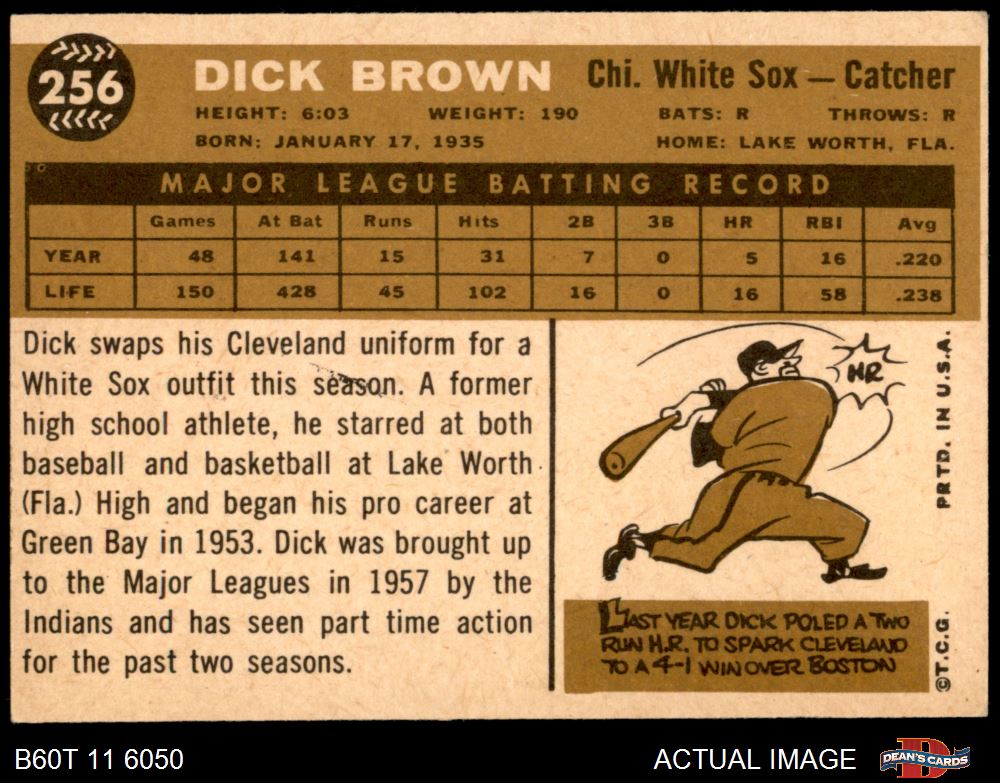 256
DICK BROWN Chi. White Sox — Catcher
HEIGHT: 6:03 WEIGHT: 190 BATS: R THROWS: R
BORN: JANUARY 17, 1935 HOME: LAKE WORTH, FLA.
MAJOR LEAGUE BATTING RECORD
Games At Bat Runs Hits 2B 3B HR RBI Avg
YEAR 48 141 15 31 7 0 5 16 .220
LIFE 150 428 45 102 16 0 16 58 .238
Dick swaps his Cleveland uniform for a
White Sox outfit this season. A former
high school athlete, he starred at both
baseball and basketball at Lake Worth
(Fla.) High and began his pro career at
Green Bay in 1953. Dick was brought up
to the Major Leagues in 1957 by the
Indians and has seen part time action
for the past two seasons.
HR
LAST YEAR DICK POLED A TWO
RUN H.R. TO SPARK CLEVELAND
TO A 4-1 WIN OVER BOSTON
©T.C.G. PRTD. IN U.S.A.
B60T 11 6050 ACTUAL IMAGE DEAN'S CARDS